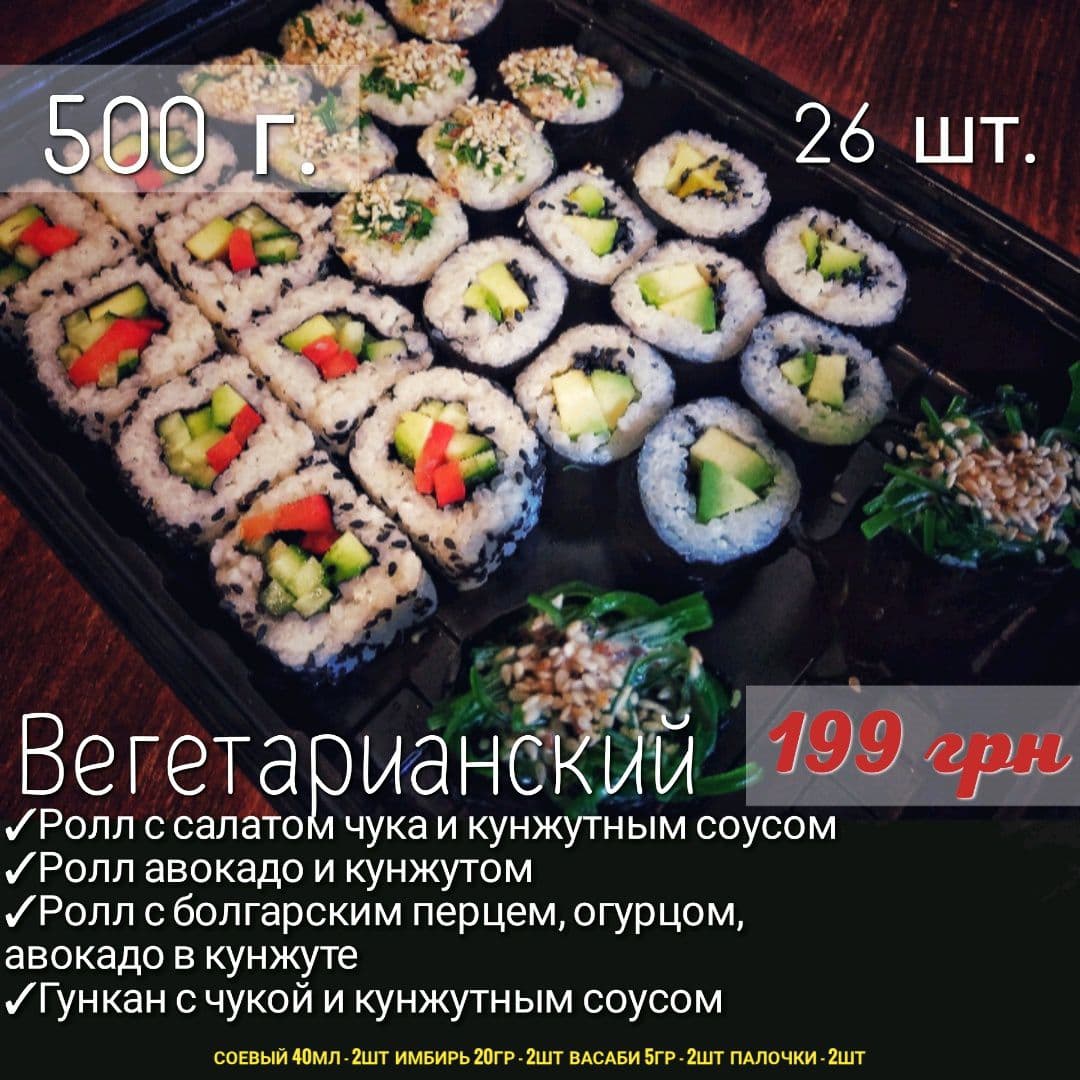 500 г.
26 шт.
Вегетарианский
199 грн
✓Ролл с салатом чука и кунжутным соусом
✓Ролл авокадо и кунжутом
✓Ролл с болгарским перцем, огурцом,
авокадо в кунжуте
✓Гункан с чукой и кунжутным соусом
СОЕВЫЙ 40МЛ - 2ШТ ИМБИРЬ 20ГР - 2ШТ ВАСАБИ 5ГР - 2ШТ ПАЛОЧКИ - 2ШТ